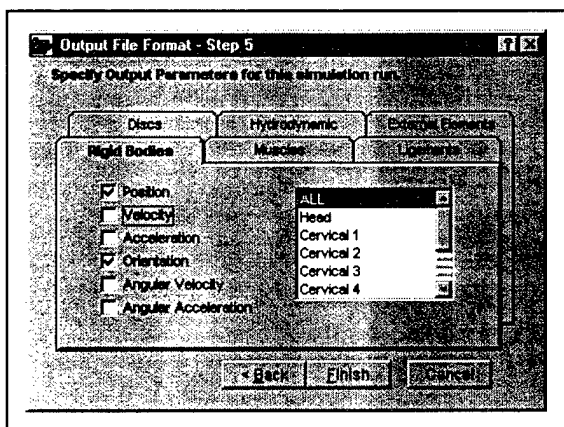 Output File Format - Step 5
Specify Output Parameters for this simulation run.
Discs
Hydrodynamic
External Elements
Rigid Bodies
Muscles
Ligaments
Position
Velocity
Acceleration
Orientation
Angular Velocity
Angular Acceleration
ALL
Head
Cervical 1
Cervical 2
Cervical 3
Cervical 4
< Back
Finish
Cancel